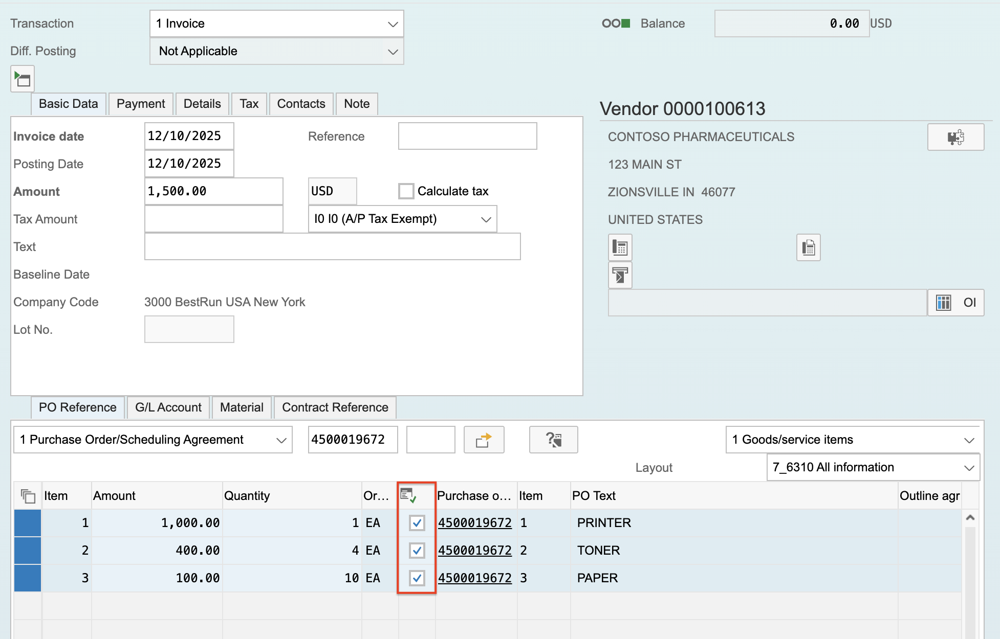 Transaction 1 Invoice Balance 0.00 USD
Diff. Posting Not Applicable
Basic Data Payment Details Tax Contacts Note
Vendor 0000100613
Invoice date 12/10/2025 Reference
CONTOSO PHARMACEUTICALS
Posting Date 12/10/2025
123 MAIN ST
Amount 1,500.00 USD Calculate tax
ZIONSVILLE IN 46077
Tax Amount I0 I0 (A/P Tax Exempt)
UNITED STATES
Text
Baseline Date
Company Code 3000 BestRun USA New York
OI
Lot No.
PO Reference G/L Account Material Contract Reference
1 Purchase Order/Scheduling Agreement 4500019672 1 Goods/service items
Layout 7_6310 All information
Item Amount Quantity Or... Purchase o... Item PO Text Outline agr
1 1,000.00 1 EA 4500019672 1 PRINTER
2 400.00 4 EA 4500019672 2 TONER
3 100.00 10 EA 4500019672 3 PAPER